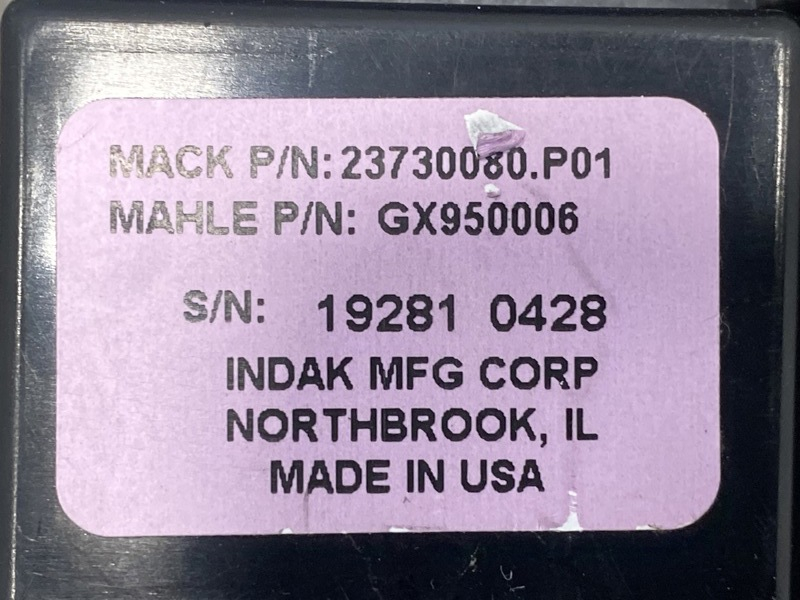 MACK P/N: 23730080.P01
MAHLE P/N: GX950006
S/N: 19281 0428
INDAK MFG CORP
NORTHBROOK, IL
MADE IN USA